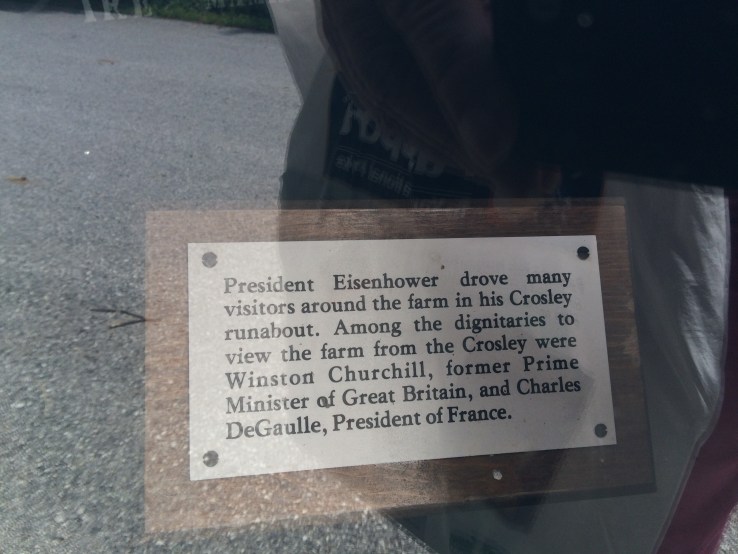 President Eisenhower drove many
visitors around the farm in his Crosley
runabout. Among the dignitaries to
view the farm from the Crosley were
Winston Churchill, former Prime
Minister of Great Britain, and Charles
DeGaulle, President of France.